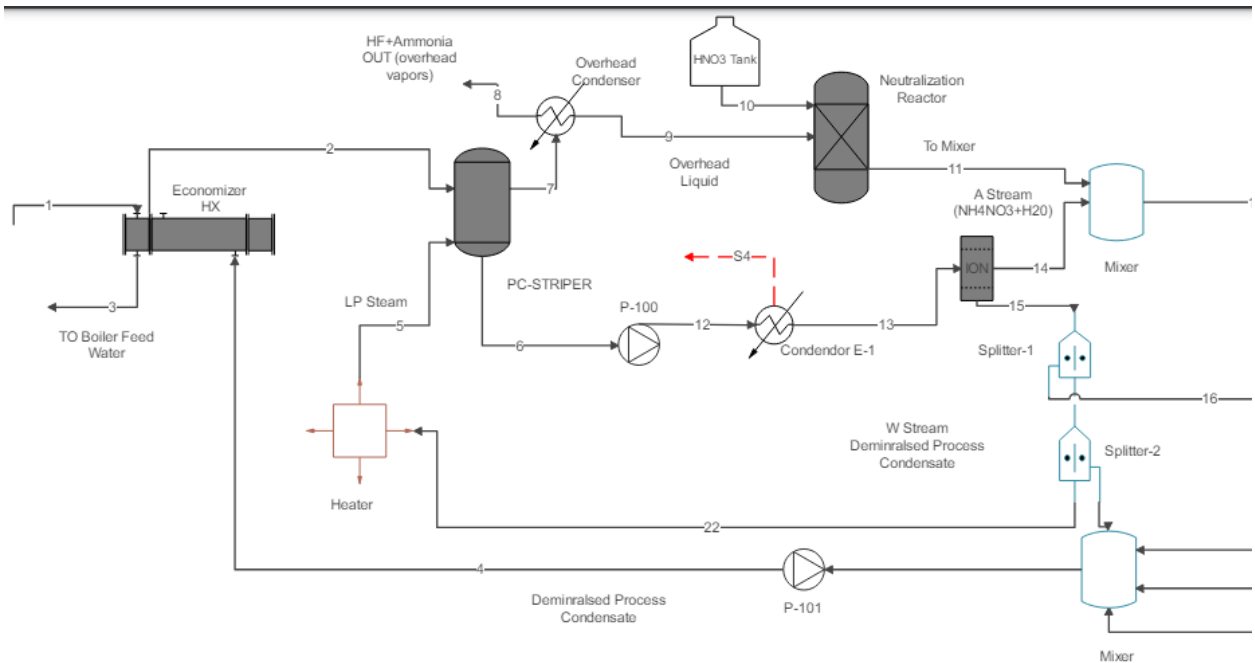 HF+Ammonia
OUT (overhead
vapors)
8
Overhead
Condenser
HNO3 Tank
10
Neutralization
Reactor
9
Overhead
Liquid
To Mixer
11
2
7
1
Economizer
HX
A Stream
(NH4NO3+H20)
1
Mixer
ION
14
15
S4
PC-STRIPER
LP Steam
3
TO Boiler Feed
Water
5
6
P-100
12
Condendor E-1
13
Splitter-1
16
W Stream
Deminralsed Process
Condensate
Splitter-2
Heater
22
4
P-101
Deminralsed Process
Condensate
Mixer